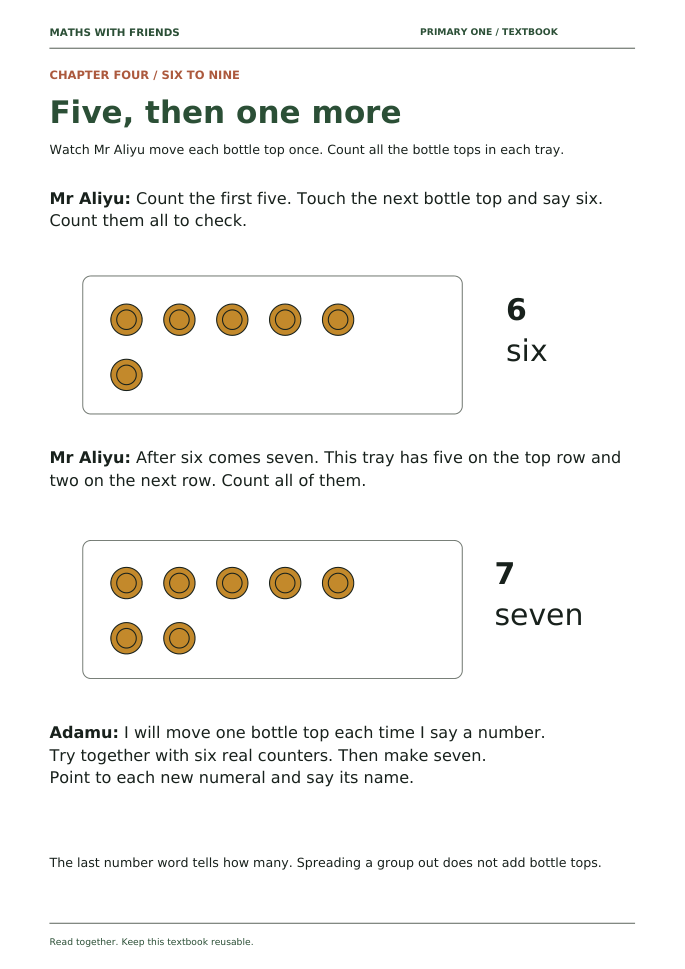 MATHS WITH FRIENDS
PRIMARY ONE / TEXTBOOK
CHAPTER FOUR / SIX TO NINE
Five, then one more
Watch Mr Aliyu move each bottle top once. Count all the bottle tops in each tray.
Mr Aliyu: Count the first five. Touch the next bottle top and say six.
Count them all to check.
6
six
Mr Aliyu: After six comes seven. This tray has five on the top row and
two on the next row. Count all of them.
7
seven
Adamu: I will move one bottle top each time I say a number.
Try together with six real counters. Then make seven.
Point to each new numeral and say its name.
The last number word tells how many. Spreading a group out does not add bottle tops.
Read together. Keep this textbook reusable.